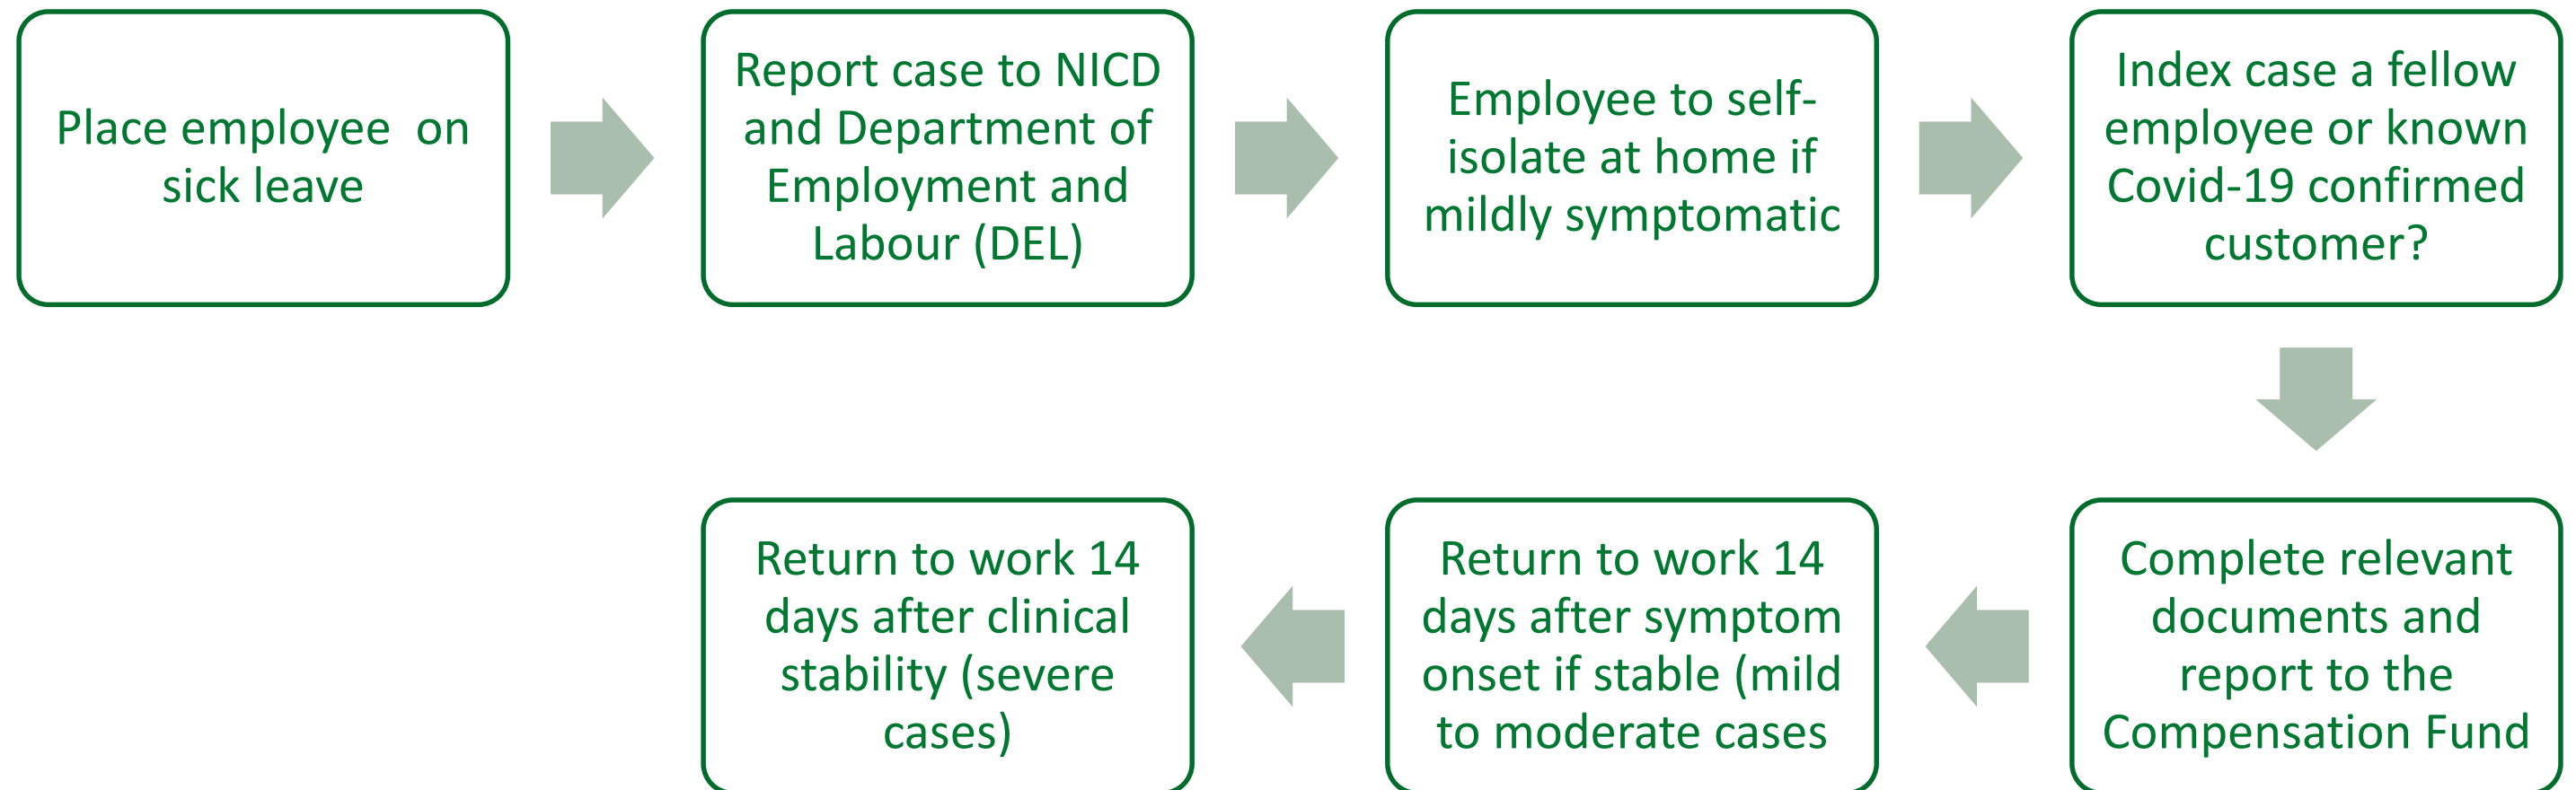 Place employee  on
sick leave
Report case to NICD
and Department of
Employment and
Labour (DEL)
Employee to self-
isolate at home if
mildly symptomatic
Index case a fellow
employee or known
Covid-19 confirmed
customer?
Complete relevant
documents and
report to the
Compensation Fund
Return to work 14
days after symptom
onset if stable (mild
to moderate cases
Return to work 14
days after clinical
stability (severe
cases)